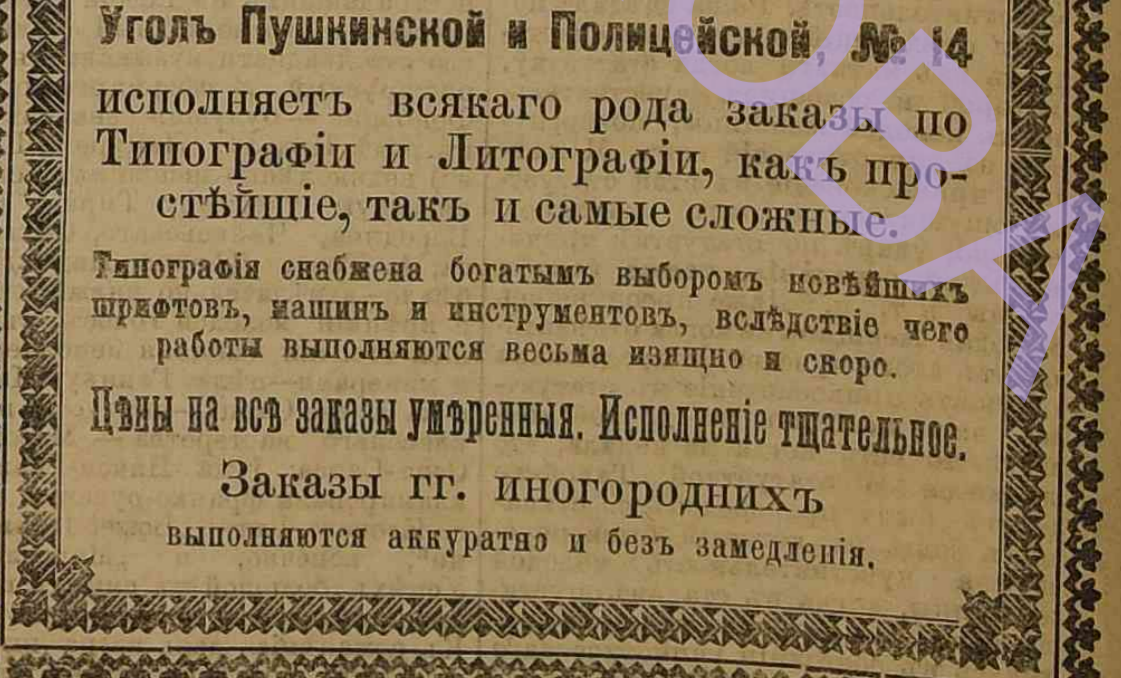 Уголъ Пушкинской и Полицейской, № 14
исполняетъ всякаго рода заказы по
Типографіи и Литографіи, какъ про-
стѣйшіе, такъ и самые сложные.
Типографія снабжена богатымъ выборомъ новѣйшихъ
шрифтовъ, машинъ и инструментовъ, вслѣдствіе чего
работы выполняются весьма изящно и скоро.
Цѣны на всѣ заказы умѣренныя. Исполненіе тщательное.
Заказы гг. иногороднихъ
выполняются аккуратно и безъ замедленія.